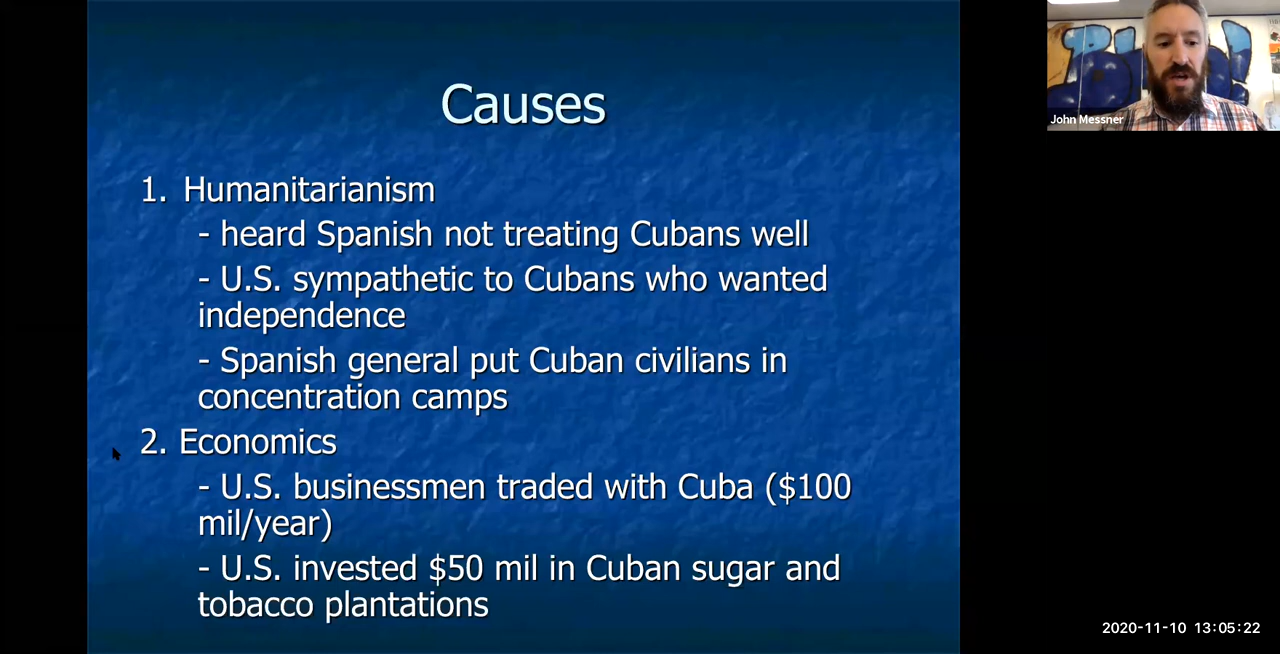 Causes
1. Humanitarianism
- heard Spanish not treating Cubans well
- U.S. sympathetic to Cubans who wanted
independence
- Spanish general put Cuban civilians in
concentration camps
2. Economics
- U.S. businessmen traded with Cuba ($100
mil/year)
- U.S. invested $50 mil in Cuban sugar and
tobacco plantations
John Messner
2020-11-10 13:05:22